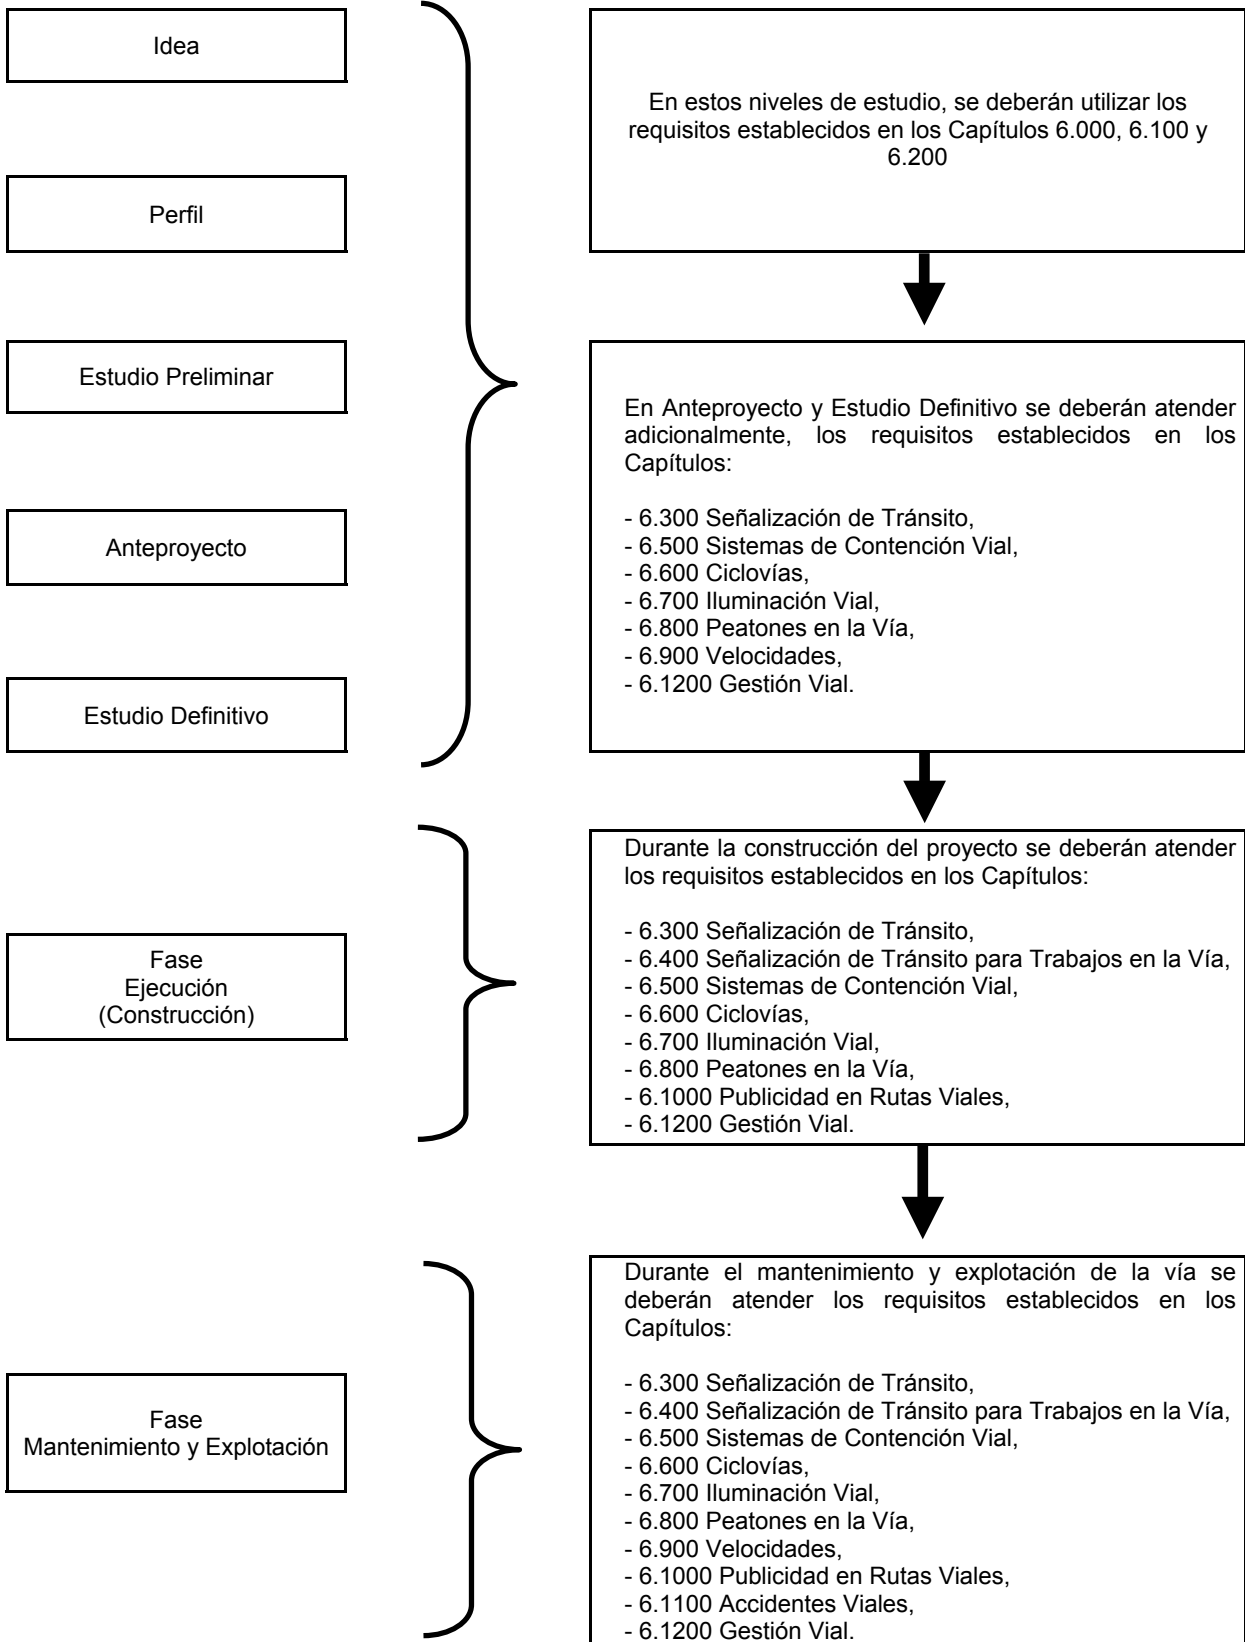 Idea
Perfil
Estudio Preliminar
Anteproyecto
Estudio Definitivo
En estos niveles de estudio, se deberán utilizar los
requisitos establecidos en los Capítulos 6.000, 6.100 y
6.200
En Anteproyecto y Estudio Definitivo se deberán atender
adicionalmente, los requisitos establecidos en los
Capítulos:
- 6.300 Señalización de Tránsito,
- 6.500 Sistemas de Contención Vial,
- 6.600 Ciclovías,
- 6.700 Iluminación Vial,
- 6.800 Peatones en la Vía,
- 6.900 Velocidades,
- 6.1200 Gestión Vial.
Fase
Ejecución
(Construcción)
Durante la construcción del proyecto se deberán atender
los requisitos establecidos en los Capítulos:
- 6.300 Señalización de Tránsito,
- 6.400 Señalización de Tránsito para Trabajos en la Vía,
- 6.500 Sistemas de Contención Vial,
- 6.600 Ciclovías,
- 6.700 Iluminación Vial,
- 6.800 Peatones en la Vía,
- 6.1000 Publicidad en Rutas Viales,
- 6.1200 Gestión Vial.
Fase
Mantenimiento y Explotación
Durante el mantenimiento y explotación de la vía se
deberán atender los requisitos establecidos en los
Capítulos:
- 6.300 Señalización de Tránsito,
- 6.400 Señalización de Tránsito para Trabajos en la Vía,
- 6.500 Sistemas de Contención Vial,
- 6.600 Ciclovías,
- 6.700 Iluminación Vial,
- 6.800 Peatones en la Vía,
- 6.900 Velocidades,
- 6.1000 Publicidad en Rutas Viales,
- 6.1100 Accidentes Viales,
- 6.1200 Gestión Vial.